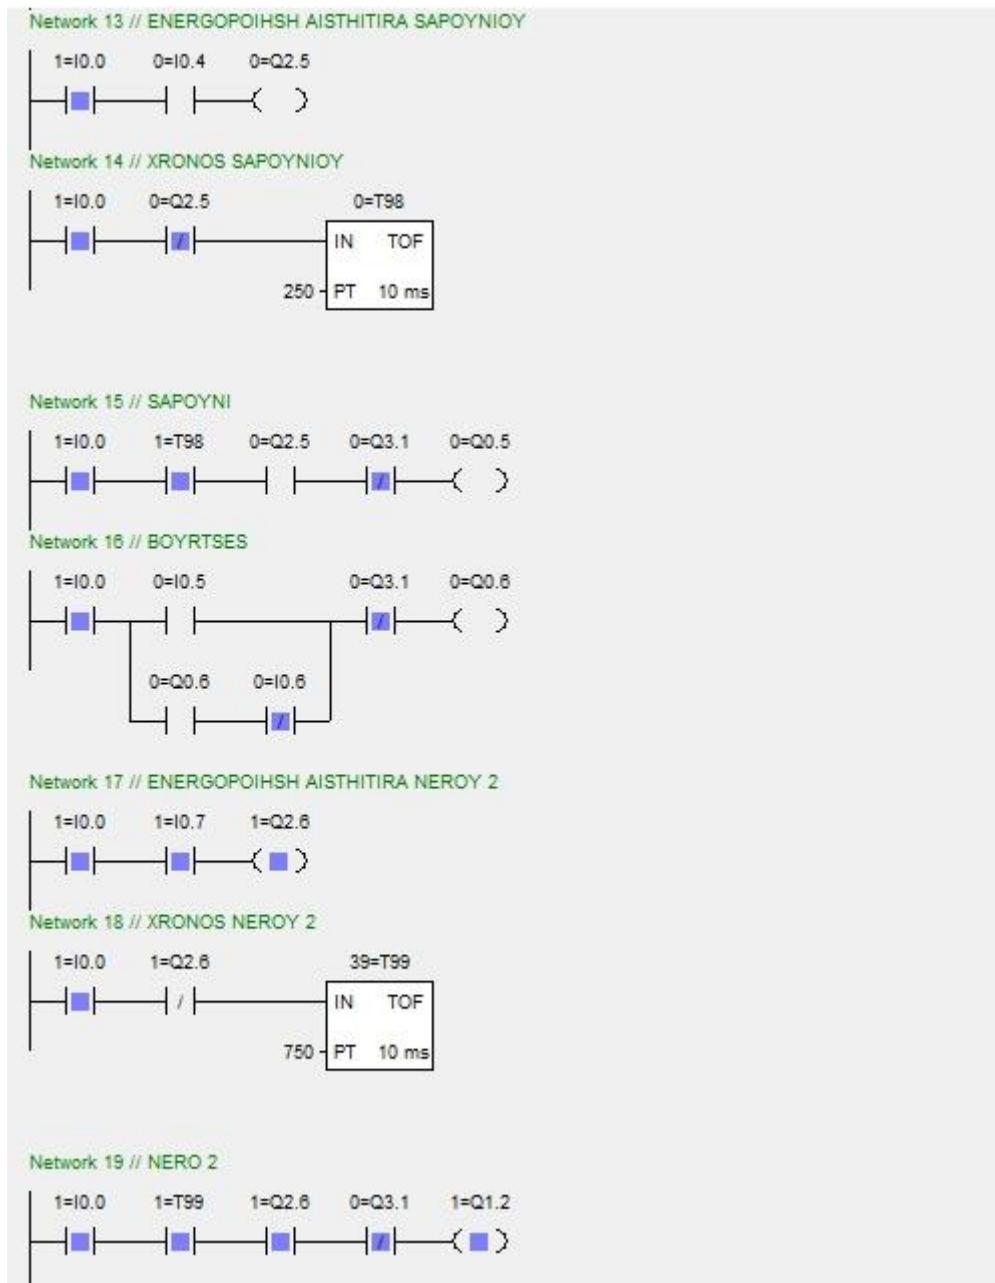 Network 13 // ENERGOPOIHSH AISTHITIRA SAPOYNIOY
1=I0.0 0=I0.4 0=Q2.5
Network 14 // XRONOS SAPOYNIOY
1=I0.0 0=Q2.5 0=T98
/ IN TOF
250 PT 10 ms
Network 15 // SAPOYNI
1=I0.0 1=T98 0=Q2.5 0=Q3.1 0=Q0.5
/
Network 16 // BOYRTSES
1=I0.0 0=I0.5 0=Q3.1 0=Q0.6
/
0=Q0.6 0=I0.6
/
Network 17 // ENERGOPOIHSH AISTHITIRA NEROY 2
1=I0.0 1=I0.7 1=Q2.6
Network 18 // XRONOS NEROY 2
1=I0.0 1=Q2.6 39=T99
/ IN TOF
750 PT 10 ms
Network 19 // NERO 2
1=I0.0 1=T99 1=Q2.6 0=Q3.1 1=Q1.2
/